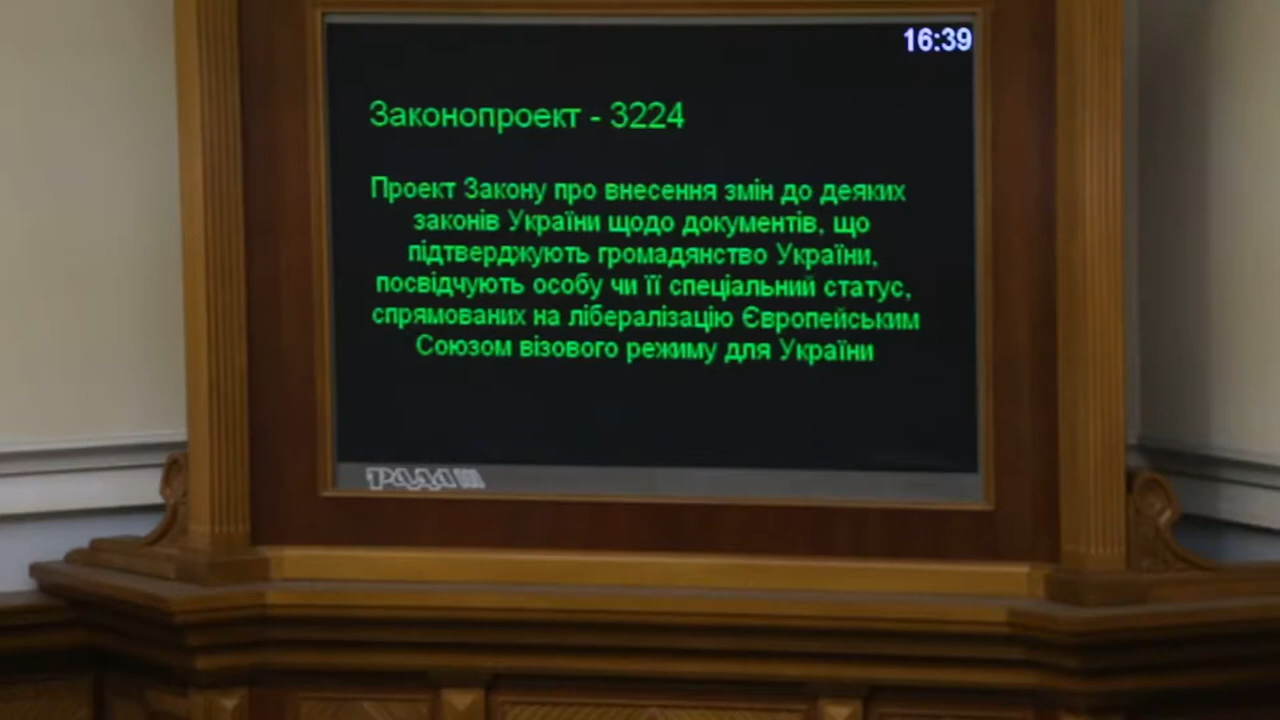 16:39
Законопроект - 3224
Проект Закону про внесення змін до деяких
законів України щодо документів, що
підтверджують громадянство України,
посвідчують особу чи її спеціальний статус,
спрямованих на лібералізацію Європейським
Союзом візового режиму для України
РАДА